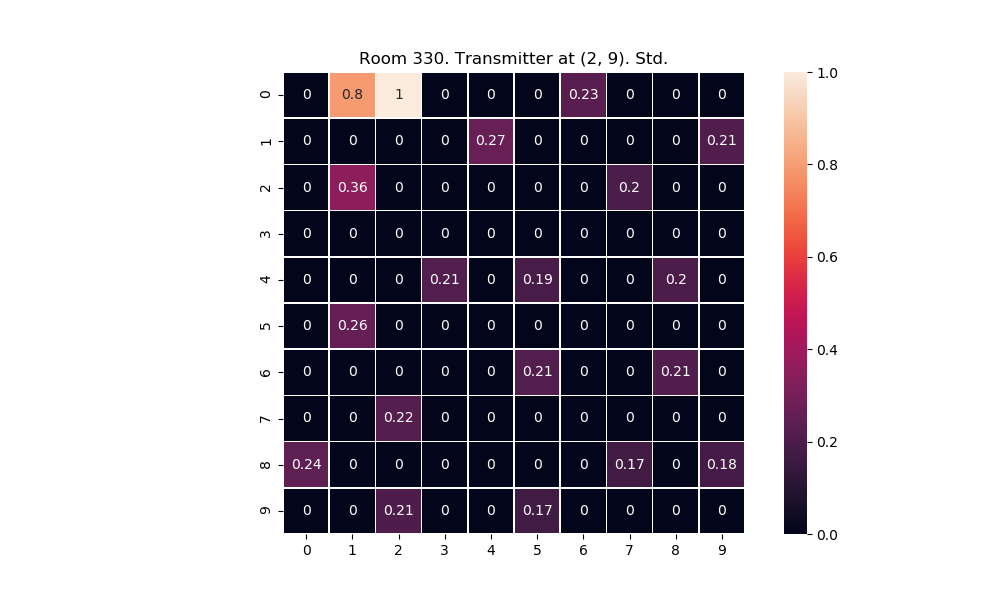 Room 330. Transmitter at (2, 9). Std.
0 0 0.8 1 0 0 0 0.23 0 0 0
1 0 0 0 0 0.27 0 0 0 0 0.21
2 0 0.36 0 0 0 0 0 0.2 0 0
3 0 0 0 0 0 0 0 0 0 0
4 0 0 0 0.21 0 0.19 0 0 0.2 0
5 0 0.26 0 0 0 0 0 0 0 0
6 0 0 0 0 0 0.21 0 0 0.21 0
7 0 0 0.22 0 0 0 0 0 0 0
8 0.24 0 0 0 0 0 0 0.17 0 0.18
9 0 0 0.21 0 0 0.17 0 0 0 0
0 1 2 3 4 5 6 7 8 9
1.0
0.8
0.6
0.4
0.2
0.0